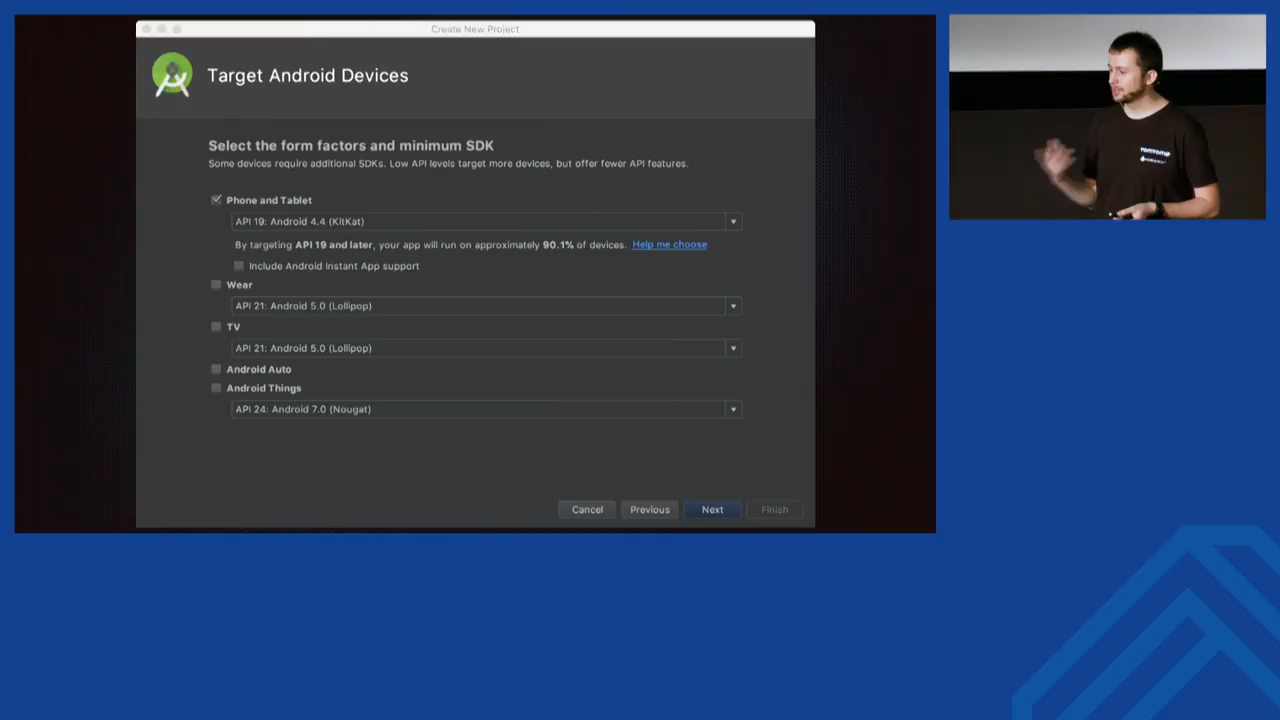 Create New Project
Target Android Devices
Select the form factors and minimum SDK
Some devices require additional SDKs. Low API levels target more devices, but offer fewer API features.
Phone and Tablet
API 19: Android 4.4 (KitKat)
By targeting API 19 and later, your app will run on approximately 90.1% of devices. Help me choose
Include Android Instant App support
Wear
API 21: Android 5.0 (Lollipop)
TV
API 21: Android 5.0 (Lollipop)
Android Auto
Android Things
API 24: Android 7.0 (Nougat)
Cancel
Previous
Next
Finish